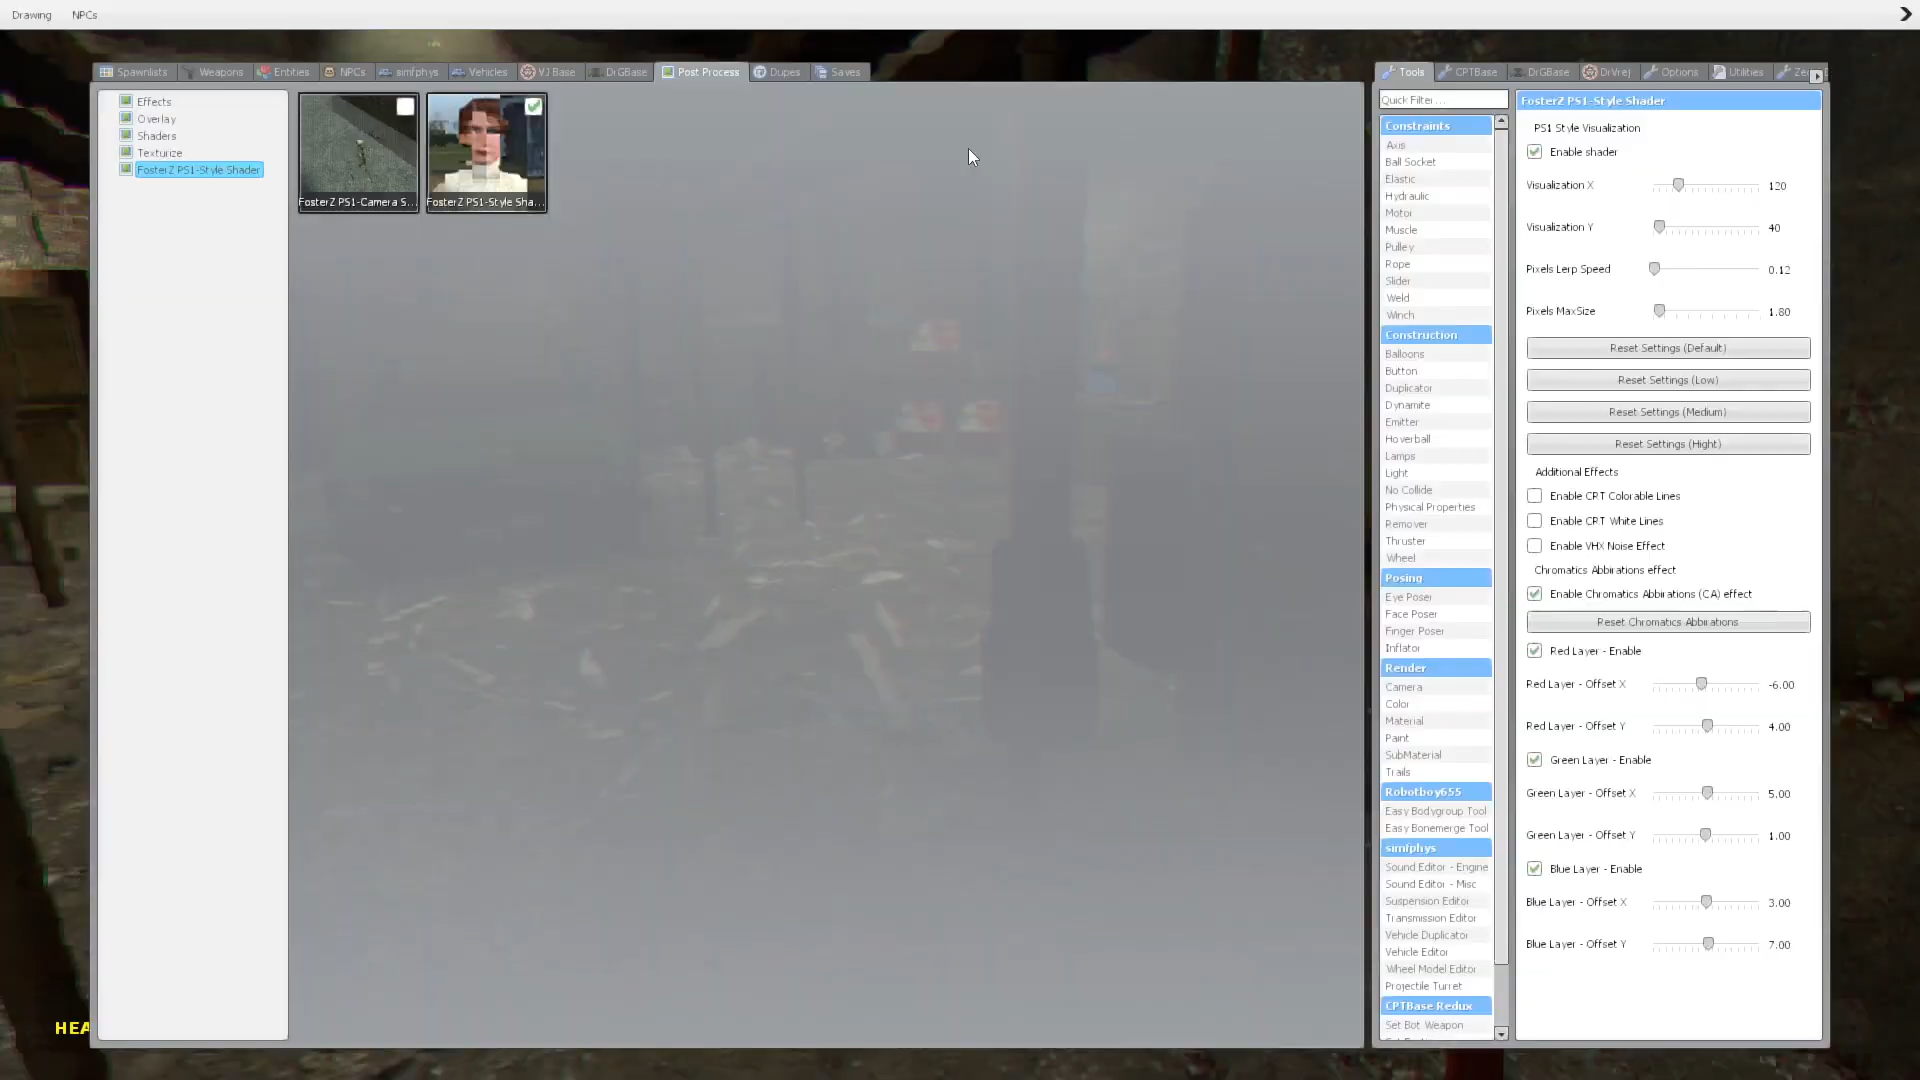 Drawing NPCs
Spawnlists Weapons Entities NPCs simfphys Vehicles VJ Base DrGBase Post Process Dupes Saves
Effects
Overlay
Shaders
Texturize
FosterZ PS1-Style Shader
FosterZ PS1-Camera S... FosterZ PS1-Style Sha...
HEA
Tools CPTBase DrGBase DrVrej Options Utilities
Quick Filter ...
Constraints
Axis
Ball Socket
Elastic
Hydraulic
Motor
Muscle
Pulley
Rope
Slider
Weld
Winch
Construction
Balloons
Button
Duplicator
Dynamite
Emitter
Hoverball
Lamps
Light
No Collide
Physical Properties
Remover
Thruster
Wheel
Posing
Eye Poser
Face Poser
Finger Poser
Inflator
Render
Camera
Color
Material
Paint
SubMaterial
Trails
Robotboy655
Easy Bodygroup Tool
Easy Bonemerge Tool
simfphys
Sound Editor - Engine
Sound Editor - Misc
Suspension Editor
Transmission Editor
Vehicle Duplicator
Vehicle Editor
Wheel Model Editor
Projectile Turret
CPTBase Redux
Set Bot Weapon
FosterZ PS1-Style Shader
PS1 Style Visualization
Enable shader
Visualization X 120
Visualization Y 40
Pixels Lerp Speed 0.12
Pixels MaxSize 1.80
Reset Settings (Default)
Reset Settings (Low)
Reset Settings (Medium)
Reset Settings (Hight)
Additional Effects
Enable CRT Colorable Lines
Enable CRT White Lines
Enable VHX Noise Effect
Chromatics Abbirations effect
Enable Chromatics Abbirations (CA) effect
Reset Chromatics Abbirations
Red Layer - Enable
Red Layer - Offset X -6.00
Red Layer - Offset Y 4.00
Green Layer - Enable
Green Layer - Offset X 5.00
Green Layer - Offset Y 1.00
Blue Layer - Enable
Blue Layer - Offset X 3.00
Blue Layer - Offset Y 7.00